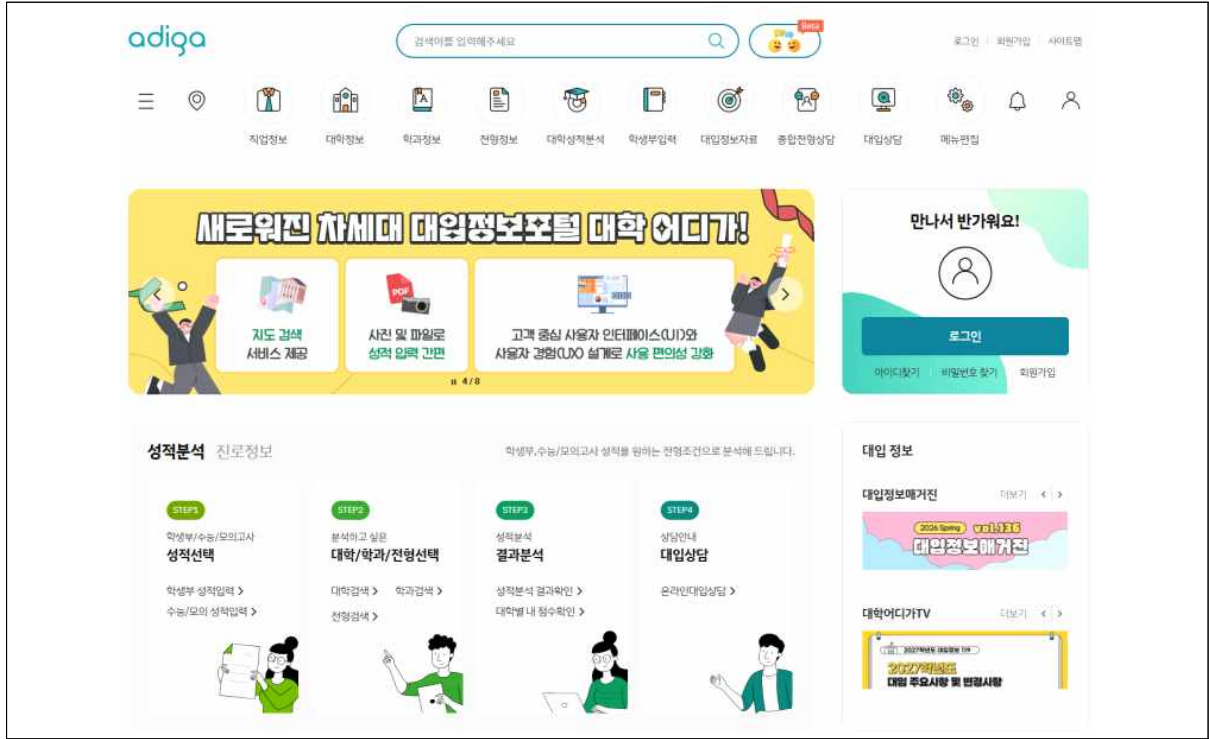 adiga
검색어를 입력해주세요
Beta
로그인 회원가입 사이트맵
직업정보 대학정보 학과정보 전형정보 대학성적분석 학생부입력 대입정보자료 종합전형상담 대입상담 메뉴편집
새로워진 차세대 대입정보포털 대학 어디가!
지도 검색
서비스 제공
PDF
사진 및 파일로
성적 입력 간편
고객 중심 사용자 인터페이스(UI)와
사용자 경험(UX) 설계로 사용 편의성 강화
4/8
만나서 반가워요!
로그인
아이디찾기 비밀번호 찾기 회원가입
성적분석 진로정보
학생부,수능/모의고사 성적을 원하는 전형조건으로 분석해 드립니다.
STEP1
학생부/수능/모의고사
성적선택
학생부 성적입력 >
수능/모의 성적입력 >
STEP2
분석하고 싶은
대학/학과/전형선택
대학검색 > 학과검색 >
전형검색 >
STEP3
성적분석
결과분석
성적분석 결과확인 >
대학별 내 점수확인 >
STEP4
상담안내
대입상담
온라인대입상담 >
대입 정보
대입정보매거진 더보기 < >
2026 Spring vol.136
대입정보매거진
대학어디가TV 더보기 < >
2027학년도 대입정보 119
2027학년도
대입 주요사항 및 변경사항